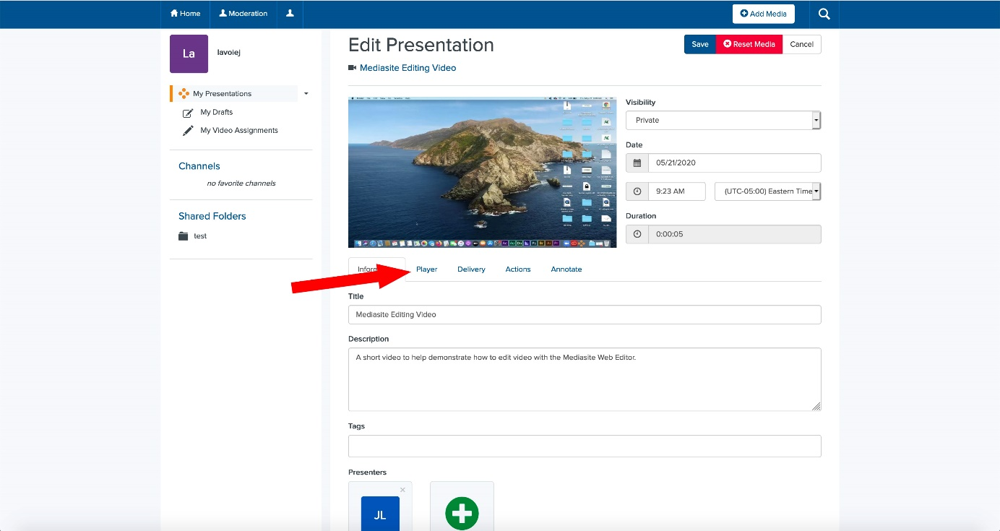 Home
Moderation
Add Media
La
lavoiej
My Presentations
My Drafts
My Video Assignments
Channels
no favorite channels
Shared Folders
test
Edit Presentation
Save
Reset Media
Cancel
Mediasite Editing Video
Visibility
Private
Date
05/21/2020
9:23 AM
(UTC-05:00) Eastern Time
Duration
0:00:05
Player
Delivery
Actions
Annotate
Title
Mediasite Editing Video
Description
A short video to help demonstrate how to edit video with the Mediasite Web Editor.
Tags
Presenters
JL